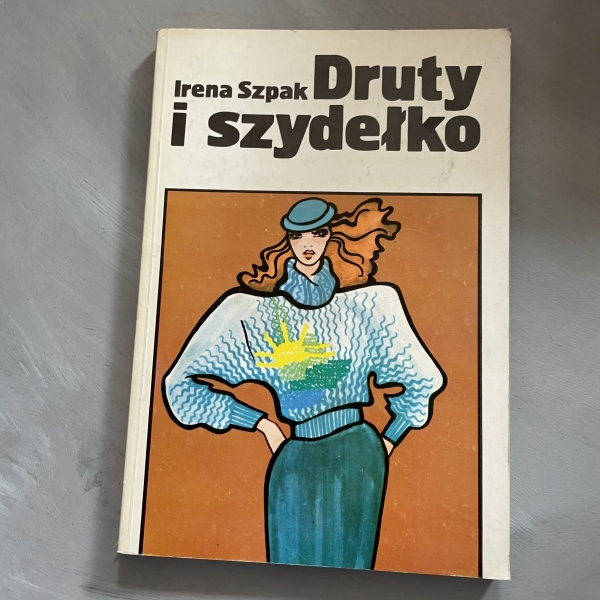 Irena Szpak Druty
i szydełko